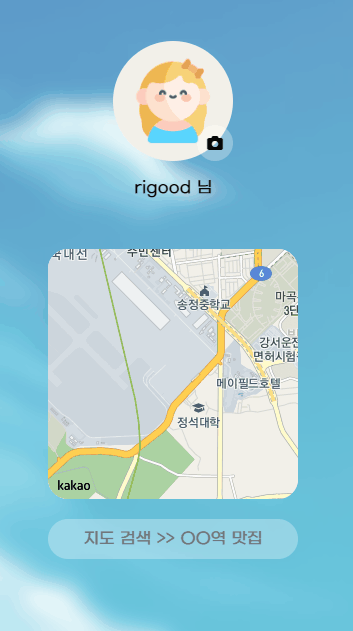 rigood 님
국내선
주민센터
6
송정중학교
마곡
3단
강서운전
면허시험
메이필드호텔
정석대학
kakao
지도 검색 >> ○○역 맛집